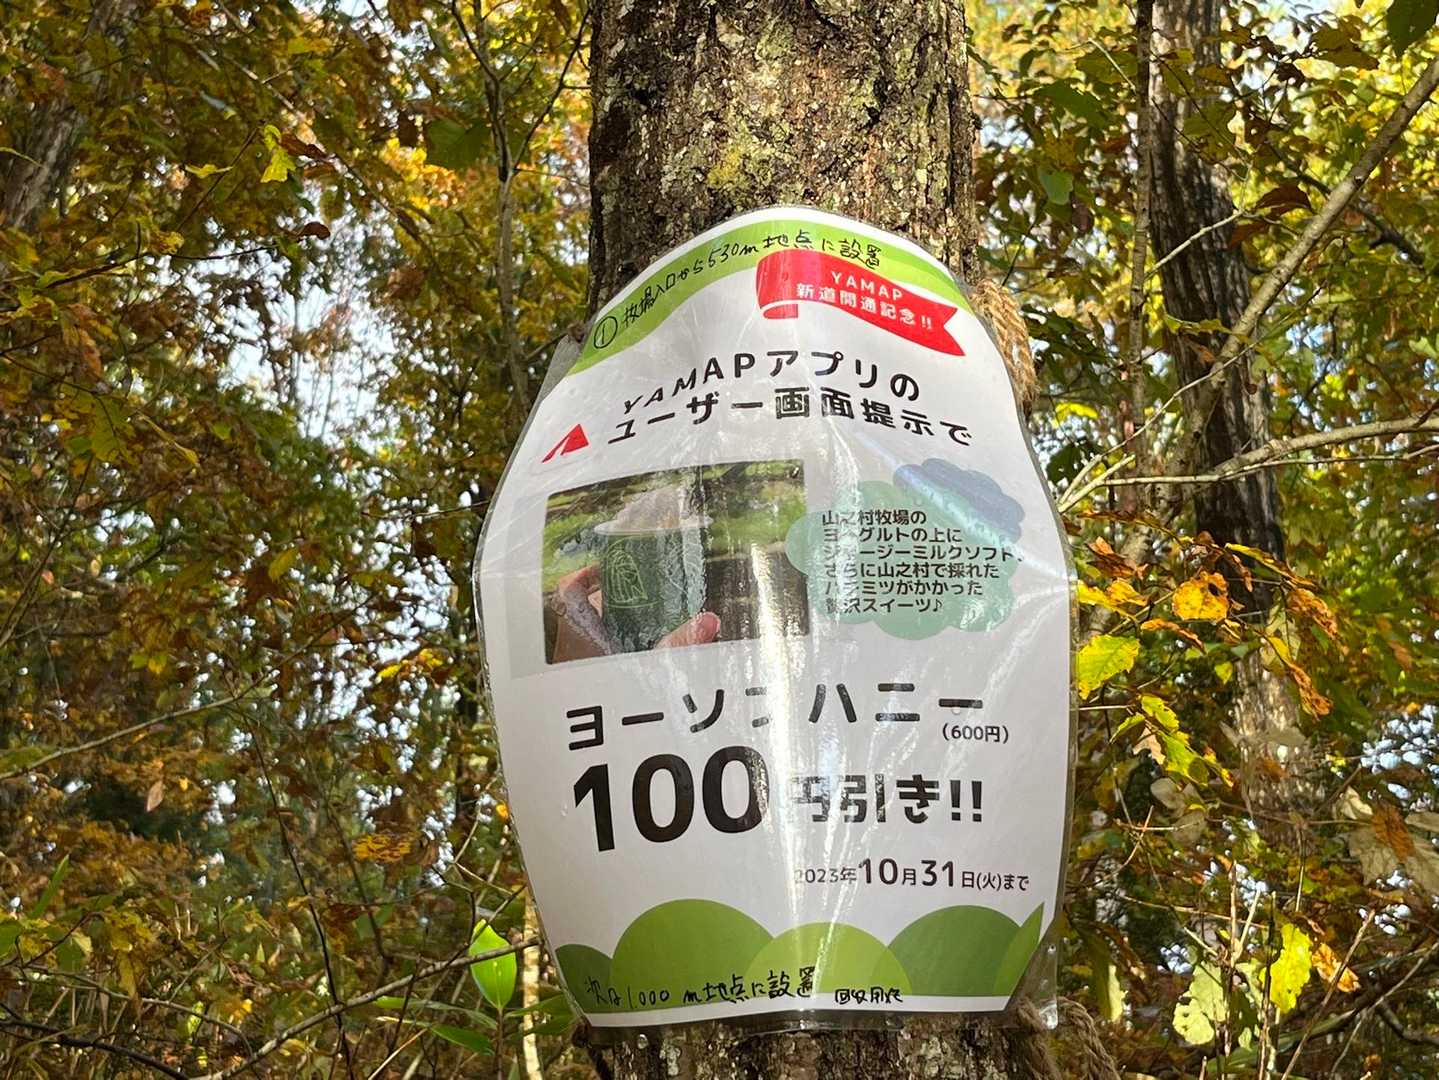 ① 牧場入口から530m地点に設置
YAMAP
新道開通記念!!
YAMAPアプリの
ユーザー画面提示で
山之村牧場の
ヨーグルトの上に
ジャージーミルクソフト、
さらに山之村で採れた
ハチミツがかかった
贅沢スイーツ♪
ヨーソフハニー
(600円)
100円引き!!
2023年10月31日(火)まで
次は1000m地点に設置